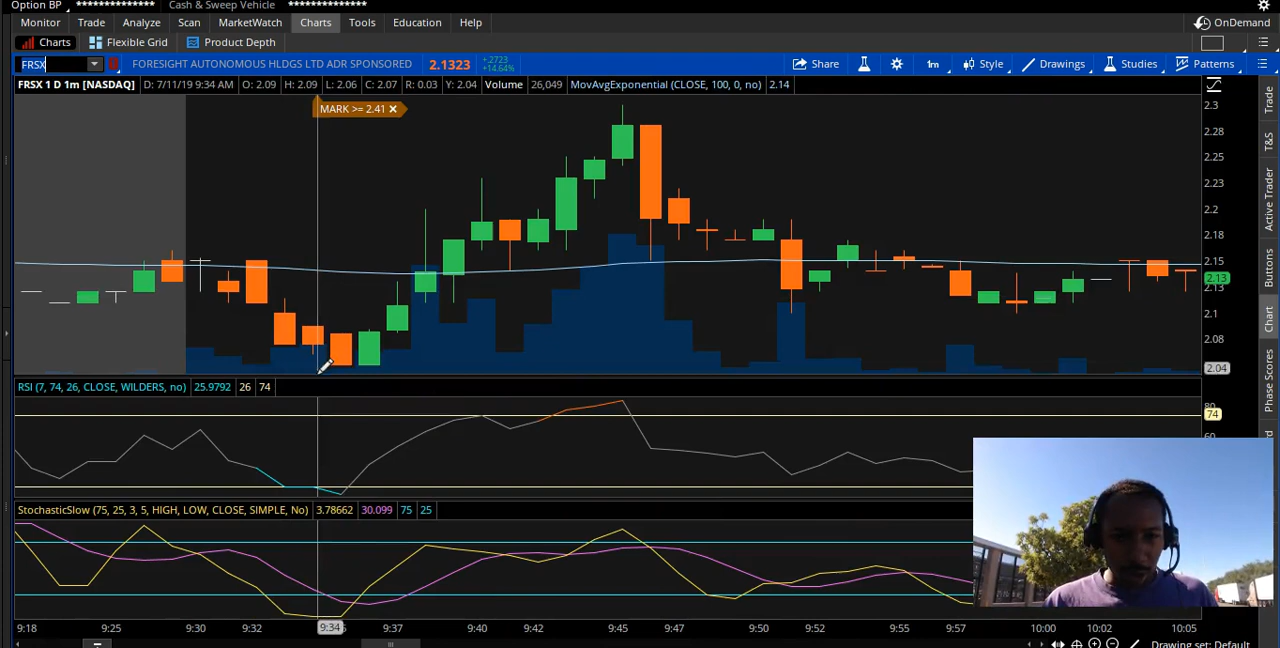 Option BP ************** Cash & Sweep Vehicle **************
Monitor Trade Analyze Scan MarketWatch Charts Tools Education Help OnDemand
Charts Flexible Grid Product Depth
FRSX FORESIGHT AUTONOMOUS HLDGS LTD ADR SPONSORED 2.1323 +.2723 +14.64% Share 1m Style Drawings Studies Patterns
FRSX 1 D 1m [NASDAQ] D: 7/11/19 9:34 AM O: 2.09 H: 2.09 L: 2.06 C: 2.07 R: 0.03 Y: 2.04 Volume 26,049 MovAvgExponential (CLOSE, 100, 0, no) 2.14
MARK >= 2.41 ×
2.3
2.28
2.25
2.23
2.2
2.18
2.15
2.13
2.13
2.1
2.08
2.04
RSI (7, 74, 26, CLOSE, WILDERS, no) 25.9792 26 74
80
74
60
StochasticSlow (75, 25, 3, 5, HIGH, LOW, CLOSE, SIMPLE, No) 3.78662 30.099 75 25
9:18 9:25 9:30 9:32 9:34 9:37 9:40 9:42 9:45 9:47 9:50 9:52 9:55 9:57 10:00 10:02 10:05
Drawing set: Default
Trade
T&S
Active Trader
Buttons
Chart
Phase Scores